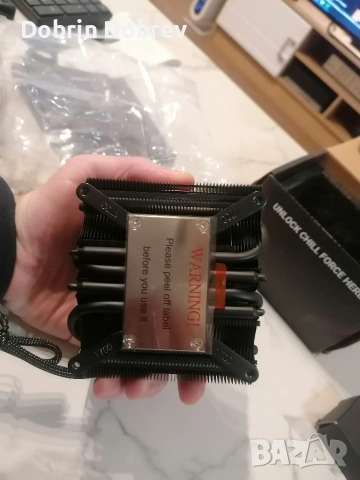 Dobrin Dobrev
WARNING!
Please peel off label
before you use it
UNLOCK CHILL FORCE HERE
BAZAR